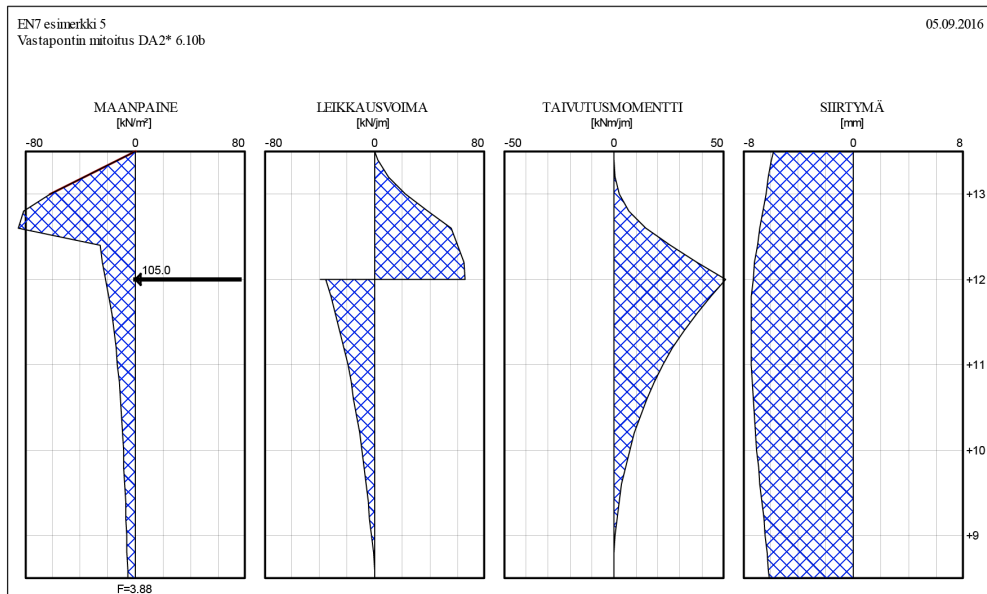 EN7 esimerkki 5
05.09.2016
Vastapontin mitoitus DA2* 6.10b
MAANPAINE
LEIKKAUSVOIMA
TAIVUTUSMOMENTTI
SIIRTYMÄ
[kN/m²]
[kN/jm]
[kNm/jm]
[mm]
-80 0 80
-80 0 80
-50 0 50
-8 0 8
+13
105.0
+12
+11
+10
+9
F=3.88